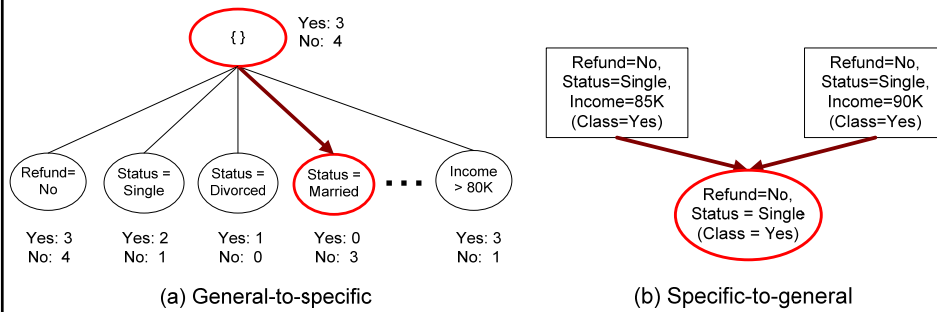 { }
Yes: 3
No: 4
Refund=
No
Status =
Single
Status =
Divorced
Status =
Married
...
Income
> 80K
Yes: 3
No: 4
Yes: 2
No: 1
Yes: 1
No: 0
Yes: 0
No: 3
Yes: 3
No: 1
(a) General-to-specific
Refund=No,
Status=Single,
Income=85K
(Class=Yes)
Refund=No,
Status=Single,
Income=90K
(Class=Yes)
Refund=No,
Status = Single
(Class = Yes)
(b) Specific-to-general